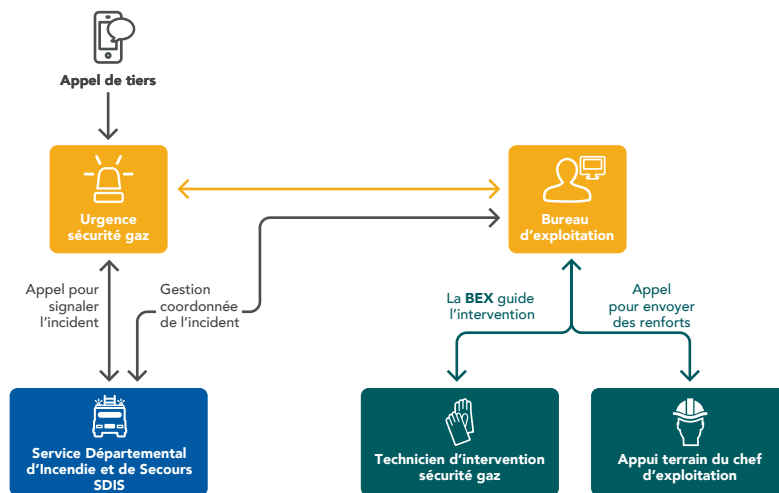 Appel de tiers
Urgence
sécurité gaz
Bureau
d'exploitation
Appel pour
signaler
l'incident
Gestion
coordonnée
de l'incident
La BEX guide
l'intervention
Appel
pour envoyer
des renforts
Service Départemental
d'Incendie et de Secours
SDIS
Technicien d'intervention
sécurité gaz
Appui terrain du chef
d'exploitation